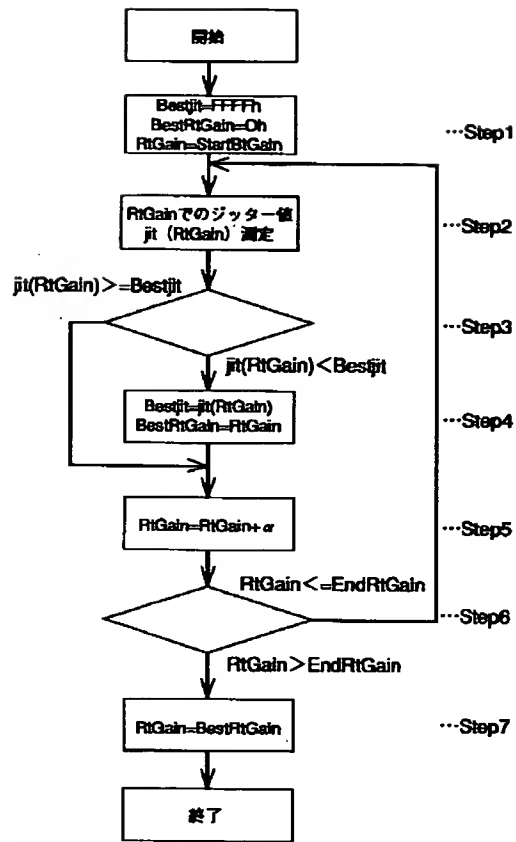 開始
Bestjit=FFFFh
BestRtGain=0h
RtGain=StartBtGain
…Step1
RtGainでのジッター値
jit (RtGain) 測定
…Step2
jit(RtGain)>=Bestjit
…Step3
jit(RtGain)<Bestjit
Bestjit=jit(RtGain)
BestRtGain=RtGain
…Step4
RtGain=RtGain+α
…Step5
RtGain<=EndRtGain
…Step6
RtGain>EndRtGain
RtGain=BestRtGain
…Step7
終了